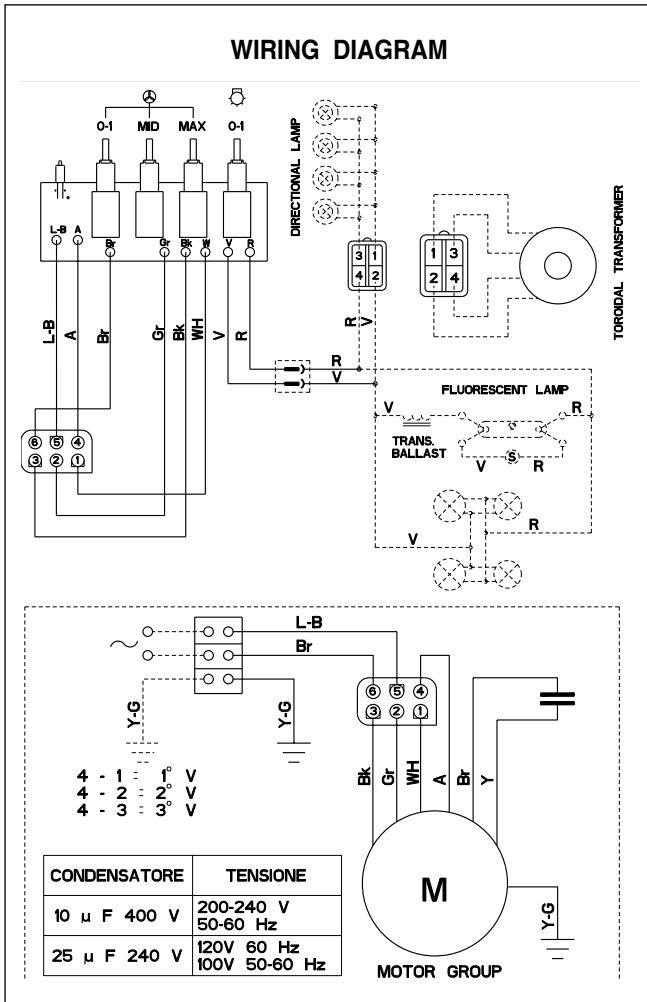 WIRING DIAGRAM
0-1 MID MAX 0-1
L-B A Br Gr Bk W V R
L-B A Br Gr Bk WH V R
6 5 4
3 2 1
DIRECTIONAL LAMP
3 1
4 2
R V
1 3
2 4
TOROIDAL TRANSFORMER
R
V
FLUORESCENT LAMP
V R
TRANS.
BALLAST
S
V R
V R
L-B
Br
Y-G Y-G
6 5 4
3 2 1
Bk Gr WH A Br Y
4 - 1 = 1° V
4 - 2 = 2° V
4 - 3 = 3° V
M
Y-G
MOTOR GROUP
CONDENSATORE TENSIONE
10 µ F 400 V 200-240 V
50-60 Hz
25 µ F 240 V 120V 60 Hz
100V 50-60 Hz